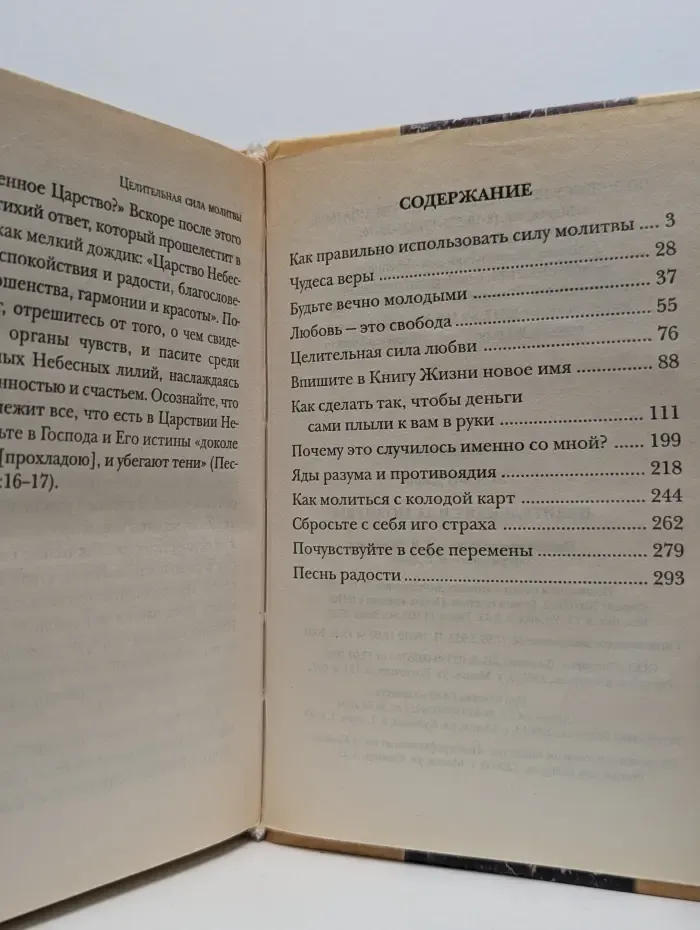 Целительная сила молитвы
енное Царство?» Вскоре после этого
тихий ответ, который прошелестит в
как мелкий дождик: «Царство Небес-
спокойствия и радости, благослове-
ршенства, гармонии и красоты». По-
т, отрешитесь от того, о чем свиде-
органы чувств, и пасите среди
ных Небесных лилий, наслаждаясь
нностью и счастьем. Осознайте, что
лежит все, что есть в Царствии Не-
ьте в Господа и Его истины «доколе
[прохладою], и убегают тени» (Пес-
:16–17).
СОДЕРЖАНИЕ
Как правильно использовать силу молитвы .... 3
Чудеса веры ........ 28
Будьте вечно молодыми ........ 37
Любовь — это свобода ........ 55
Целительная сила любви ........ 76
Впишите в Книгу Жизни новое имя ........ 88
Как сделать так, чтобы деньги
сами плыли к вам в руки ........ 111
Почему это случилось именно со мной? ...... 199
Яды разума и противоядия ........ 218
Как молиться с колодой карт ........ 244
Сбросьте с себя иго страха ........ 262
Почувствуйте в себе перемены ........ 279
Песнь радости ........ 293